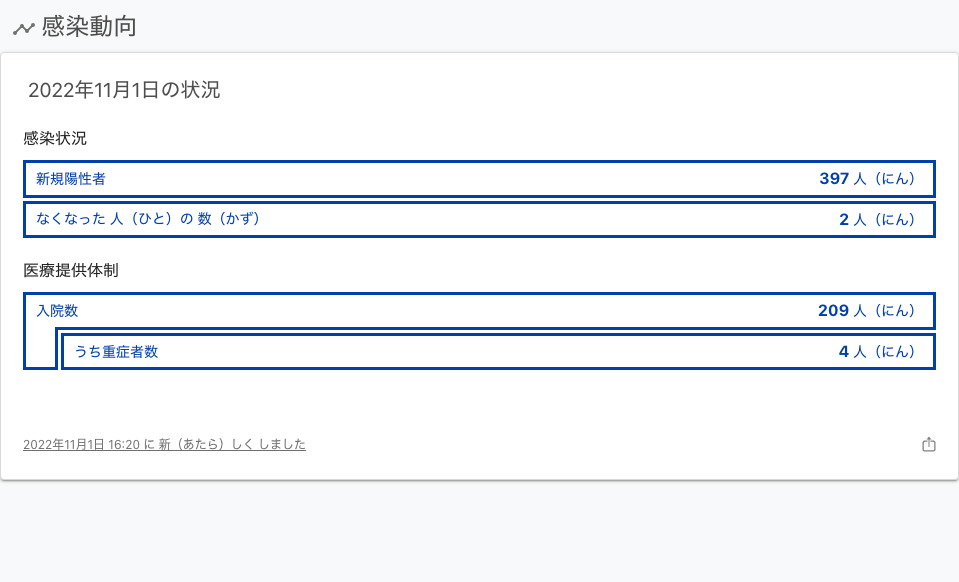 感染動向
2022年11月1日の状況
感染状況
新規陽性者 397 人（にん）
なくなった 人（ひと）の 数（かず） 2 人（にん）
医療提供体制
入院数 209 人（にん）
うち重症者数 4 人（にん）
2022年11月1日 16:20 に 新（あたら）しく しました